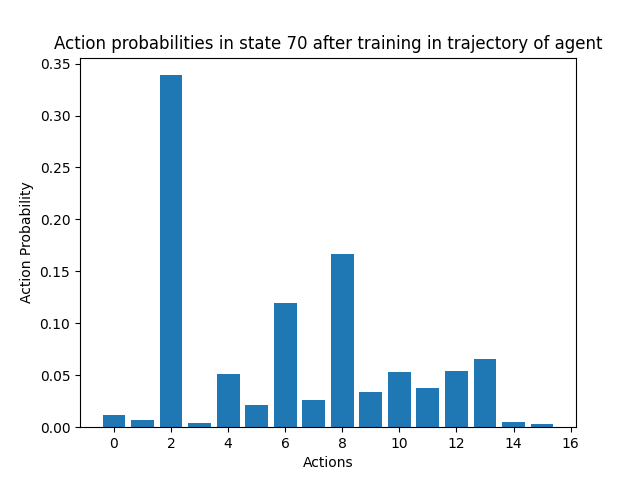 Action probabilities in state 70 after training in trajectory of agent
0.35
0.30
0.25
0.20
0.15
0.10
0.05
0.00
Action Probability
0 2 4 6 8 10 12 14 16
Actions